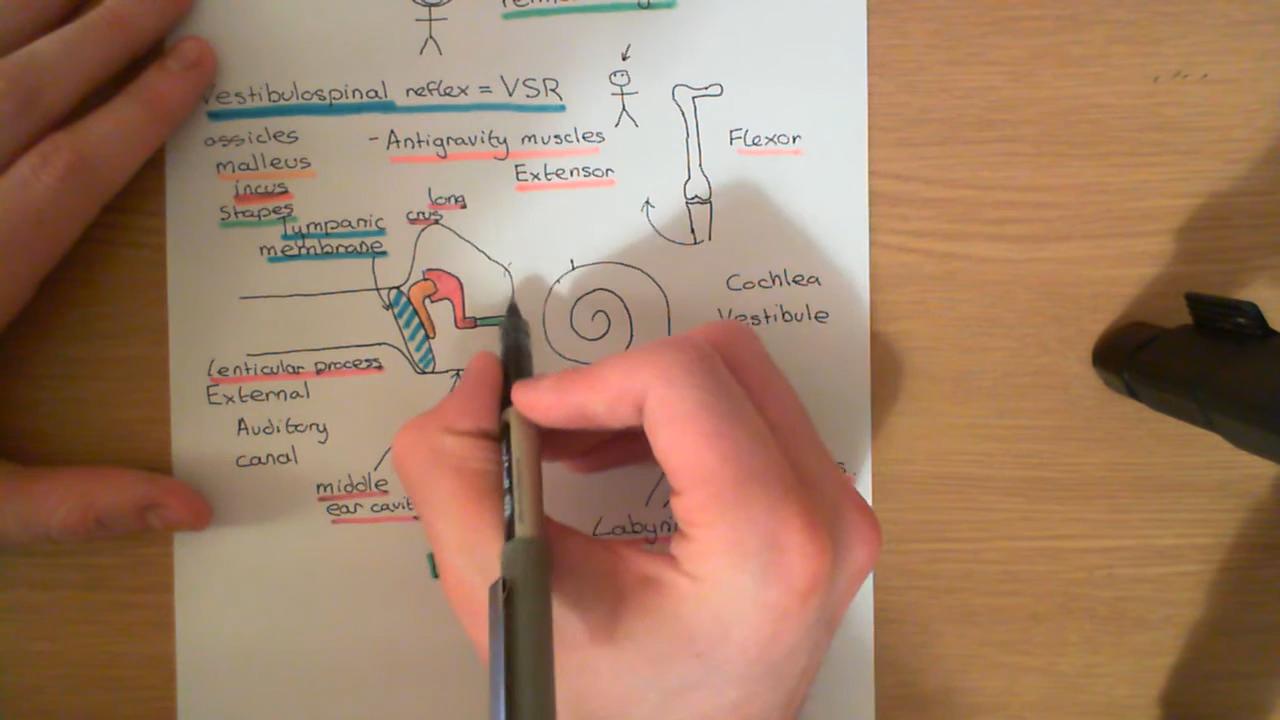 Vestibulospinal reflex = VSR
ossicles
malleus
incus
stapes
- Antigravity muscles
Extensor
Flexor
long
crus
Tympanic
membrane
Cochlea
Vestibule
Lenticular process
External
Auditory
canal
middle
ear